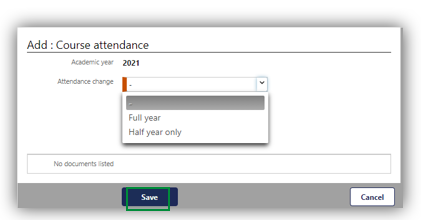 Add : Course attendance
Academic year 2021
Attendance change -
-
Full year
Half year only
No documents listed
Save Cancel